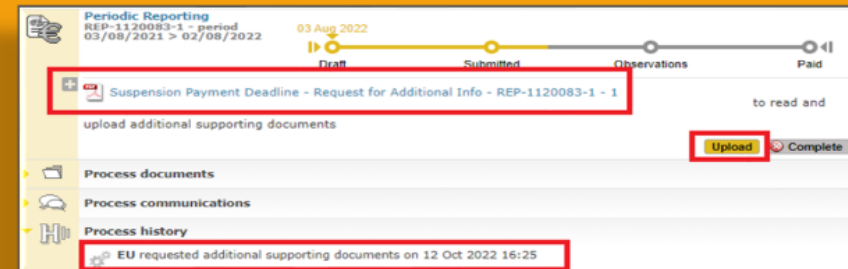 Periodic Reporting
REP-1120083-1 - period
03/08/2021 > 02/08/2022
03 Aug 2022
Draft Submitted Observations Paid
Suspension Payment Deadline - Request for Additional Info - REP-1120083-1 - 1
to read and
upload additional supporting documents
Upload Complete
Process documents
Process communications
Process history
EU requested additional supporting documents on 12 Oct 2022 16:25